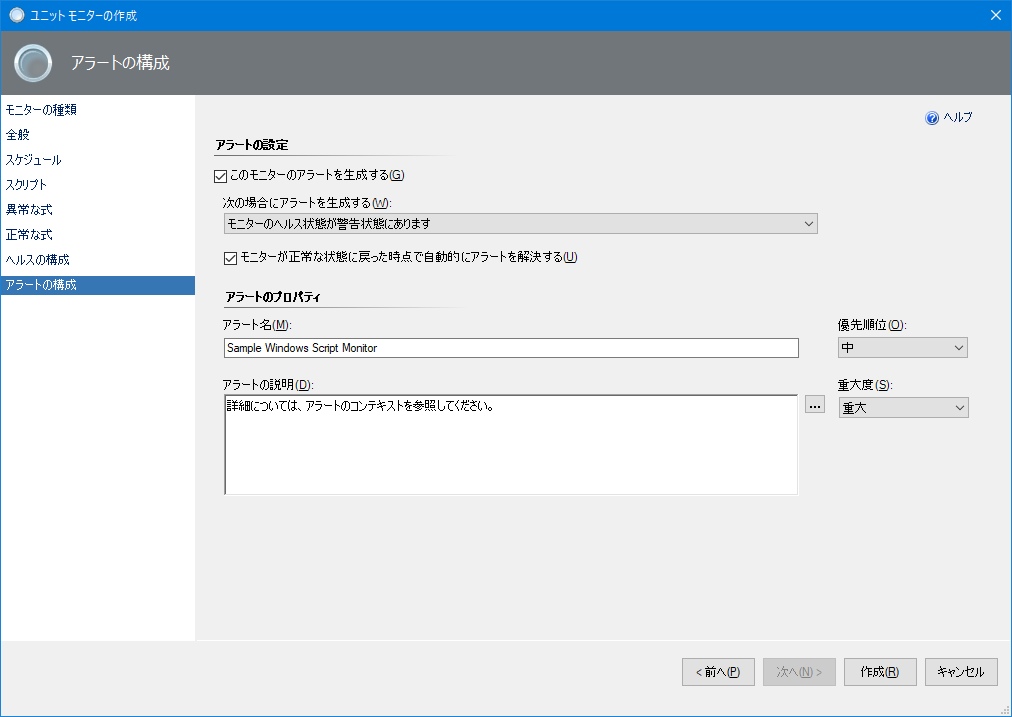 ユニット モニターの作成
アラートの構成
モニターの種類
全般
スケジュール
スクリプト
異常な式
正常な式
ヘルスの構成
アラートの構成
ヘルプ
アラートの設定
このモニターのアラートを生成する(G)
次の場合にアラートを生成する(W):
モニターのヘルス状態が警告状態にあります
モニターが正常な状態に戻った時点で自動的にアラートを解決する(U)
アラートのプロパティ
アラート名(M):
優先順位(O):
Sample Windows Script Monitor
中
アラートの説明(D):
重大度(S):
詳細については、アラートのコンテキストを参照してください。
...
重大
< 前へ(P)
次へ(N) >
作成(R)
キャンセル